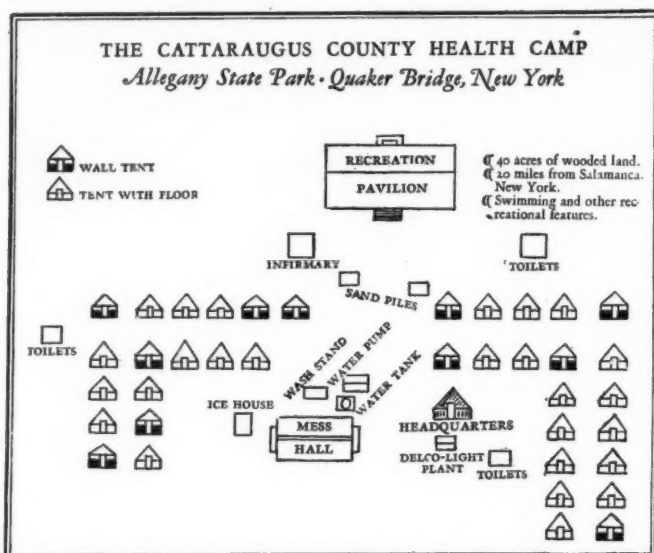 THE CATTARAUGUS COUNTY HEALTH CAMP
Allegany State Park · Quaker Bridge, New York
WALL TENT
TENT WITH FLOOR
RECREATION
PAVILION
40 acres of wooded land.
20 miles from Salamanca.
New York.
Swimming and other rec-
reational features.
INFIRMARY
TOILETS
SAND PILES
TOILETS
WASH STAND
WATER PUMP
WATER TANK
ICE HOUSE
MESS
HALL
HEADQUARTERS
DELCO-LIGHT
PLANT
TOILETS